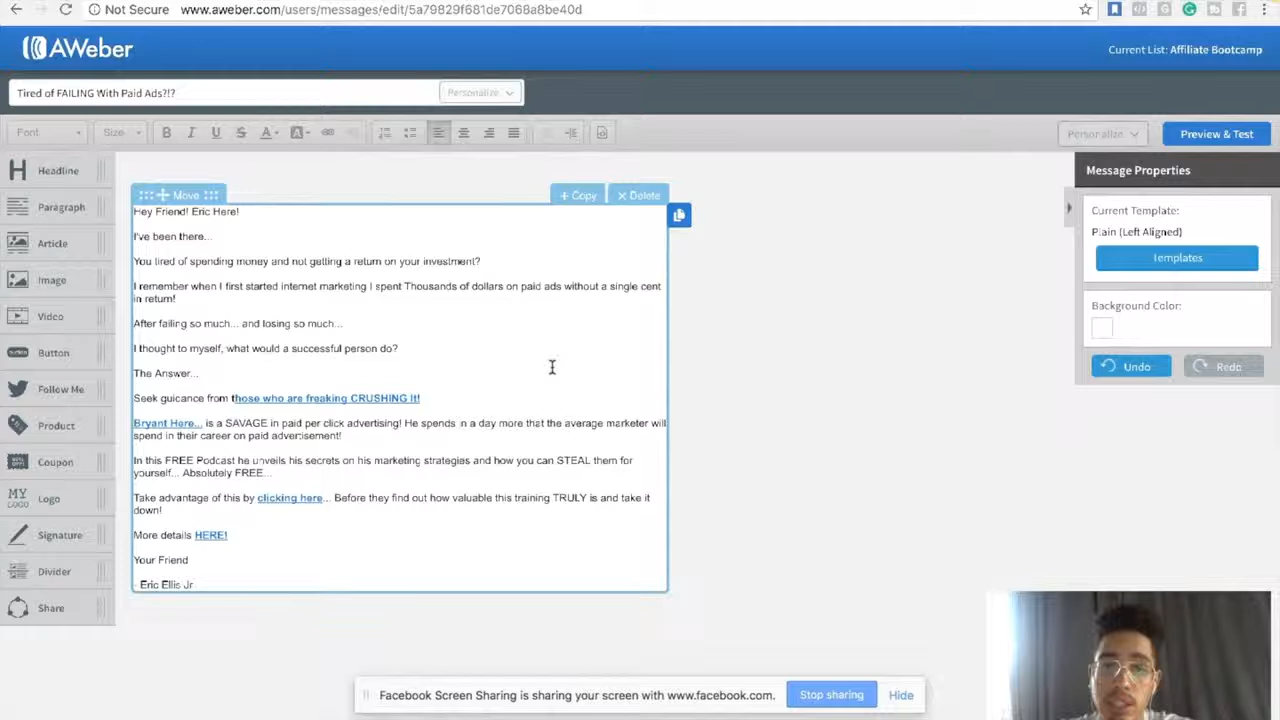 Not Secure www.aweber.com/users/messages/edit/5a79829f681de7068a8be40d
AWeber
Current List: Affiliate Bootcamp
Tired of FAILING With Paid Ads?!?
Personalize
Font
Size
B I U S A A
Personalize
Preview & Test
Headline
Paragraph
Article
Image
Video
Button
Follow Me
Product
Coupon
MY LOGO Logo
Signature
Divider
Share
Move
+ Copy
Delete
Hey Friend! Eric Here!
I've been there...
You tired of spending money and not getting a return on your investment?
I remember when I first started internet marketing I spent Thousands of dollars on paid ads without a single cent
in return!
After failing so much... and losing so much...
I thought to myself, what would a successful person do?
The Answer...
Seek guidance from those who are freaking CRUSHING It!
Bryant Here... is a SAVAGE in paid per click advertising! He spends in a day more that the average marketer will
spend in their career on paid advertisement!
In this FREE Podcast he unveils his secrets on his marketing strategies and how you can STEAL them for
yourself... Absolutely FREE...
Take advantage of this by clicking here... Before they find out how valuable this training TRULY is and take it
down!
More details HERE!
Your Friend
- Eric Ellis Jr
Message Properties
Current Template:
Plain (Left Aligned)
Templates
Background Color:
Undo
Redo
Facebook Screen Sharing is sharing your screen with www.facebook.com.
Stop sharing
Hide